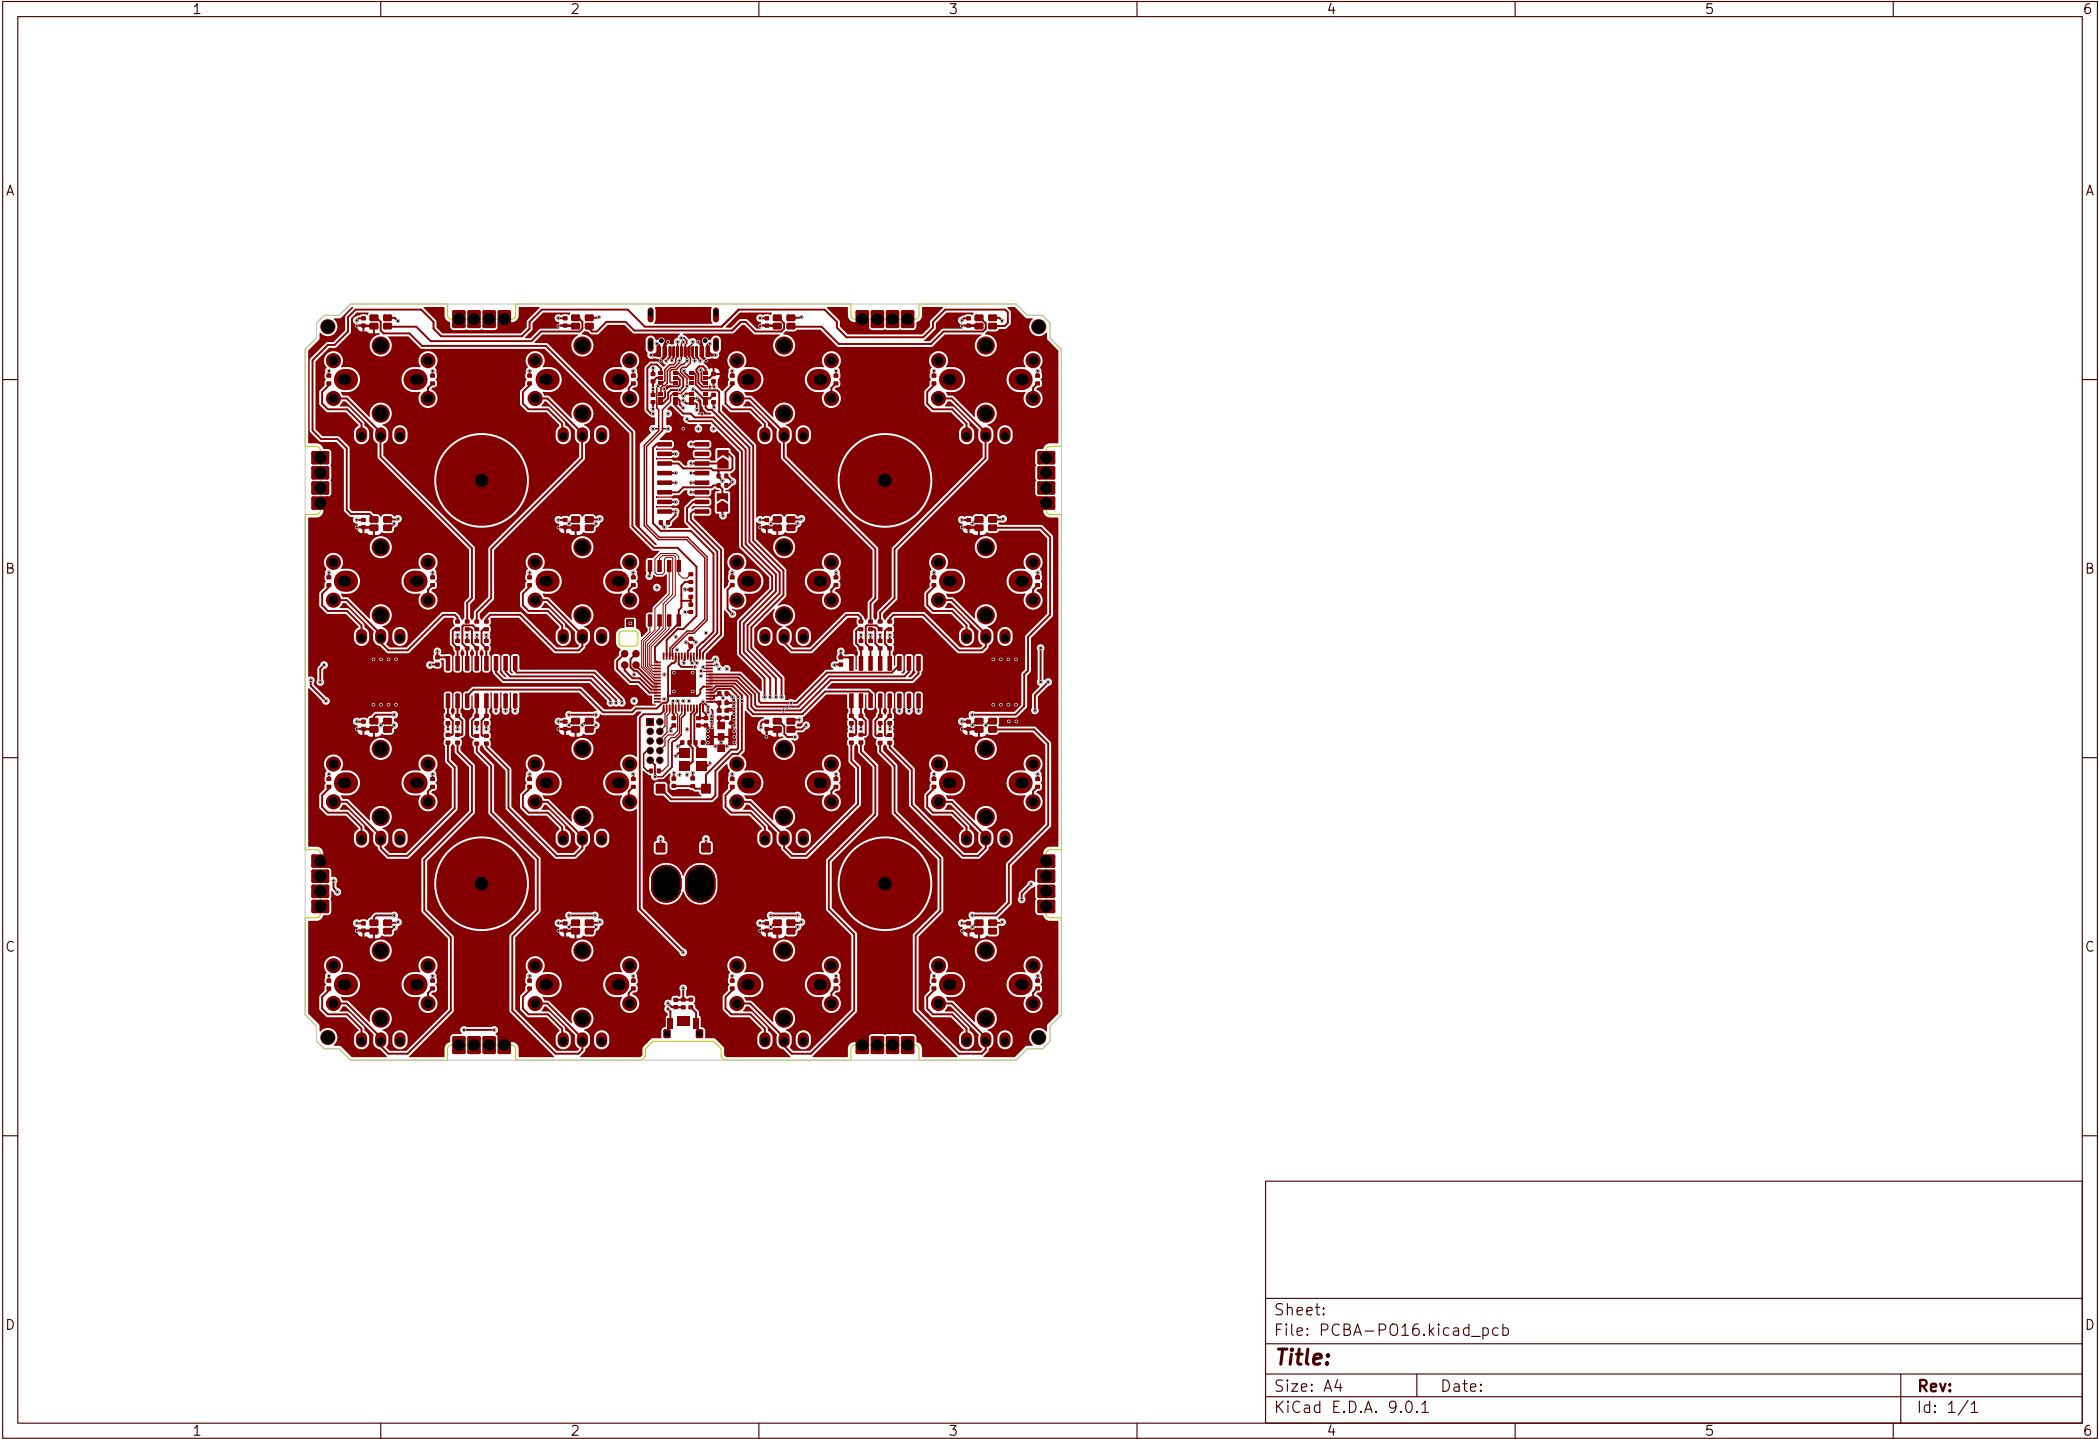 1 2 3 4 5 6
A A
B B
C C
D D
Sheet:
File: PCBA-PO16.kicad_pcb
Title:
Size: A4 Date: Rev:
KiCad E.D.A. 9.0.1 Id: 1/1
1 2 3 4 5 6